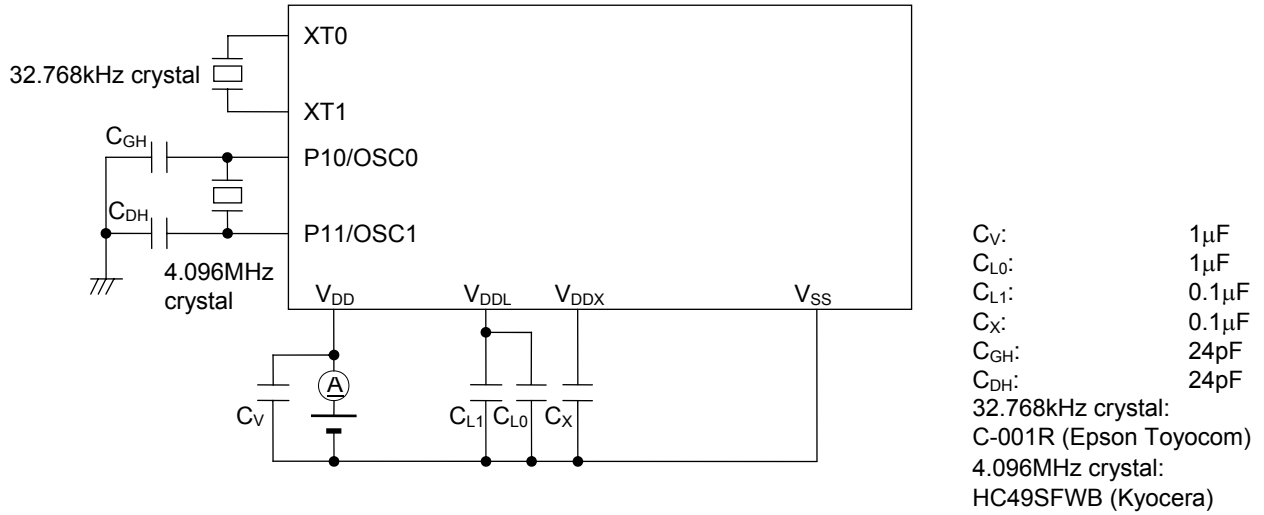 XT0
32.768kHz crystal
XT1
CGH
P10/OSC0
CDH
P11/OSC1
4.096MHz
crystal
VDD
VDDL
VDDX
VSS
A
CV
CL1
CL0
CX
CV: 1μF
CL0: 1μF
CL1: 0.1μF
CX: 0.1μF
CGH: 24pF
CDH: 24pF
32.768kHz crystal:
C-001R (Epson Toyocom)
4.096MHz crystal:
HC49SFWB (Kyocera)